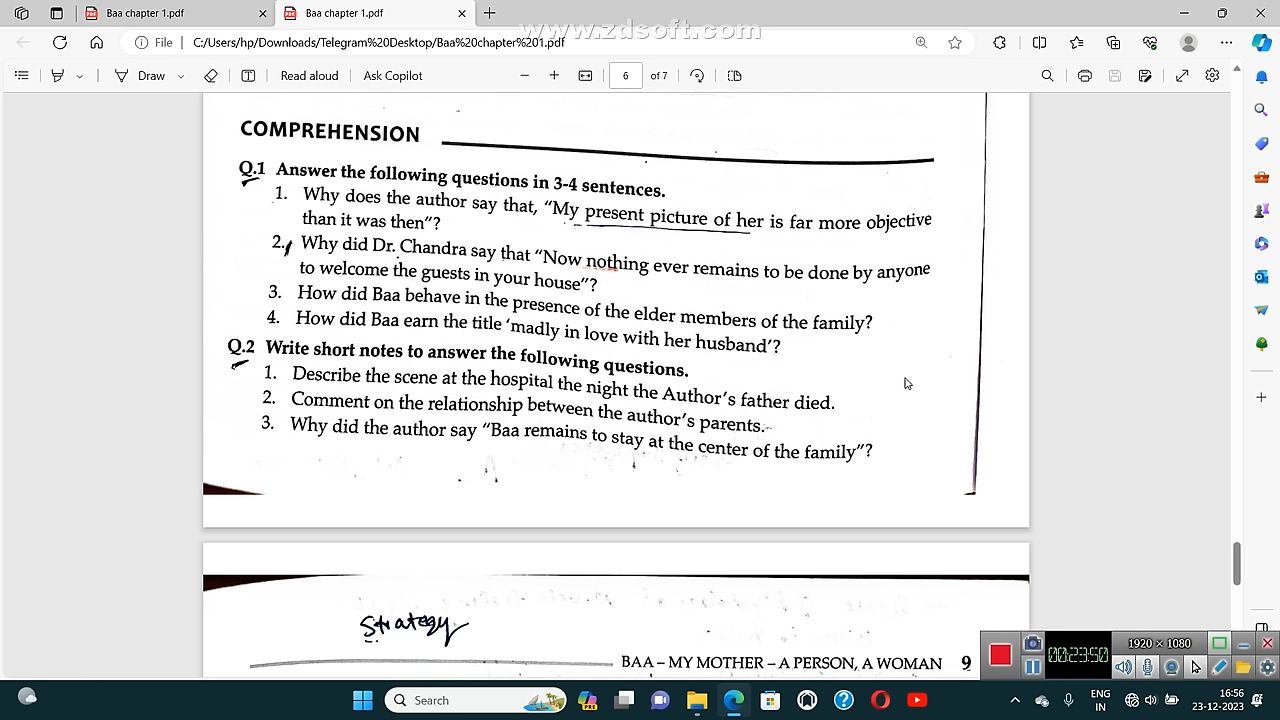 Baa chapter 1.pdf
Baa chapter 1.pdf
www.zdsoft.com
File
C:/Users/hp/Downloads/Telegram%20Desktop/Baa%20chapter%201.pdf
Draw
Read aloud
Ask Copilot
6
of 7
COMPREHENSION
Q.1 Answer the following questions in 3-4 sentences.
1. Why does the author say that, “My present picture of her is far more objective
than it was then”?
2. Why did Dr. Chandra say that “Now nothing ever remains to be done by anyone
to welcome the guests in your house”?
3. How did Baa behave in the presence of the elder members of the family?
4. How did Baa earn the title ‘madly in love with her husband’?
Q.2 Write short notes to answer the following questions.
1. Describe the scene at the hospital the night the Author’s father died.
2. Comment on the relationship between the author’s parents.
3. Why did the author say “Baa remains to stay at the center of the family”?
Strategy
BAA – MY MOTHER – A PERSON, A WOMAN 9
1920 × 1080
00:23:50
Search
ENG
IN
16:56
23-12-2023